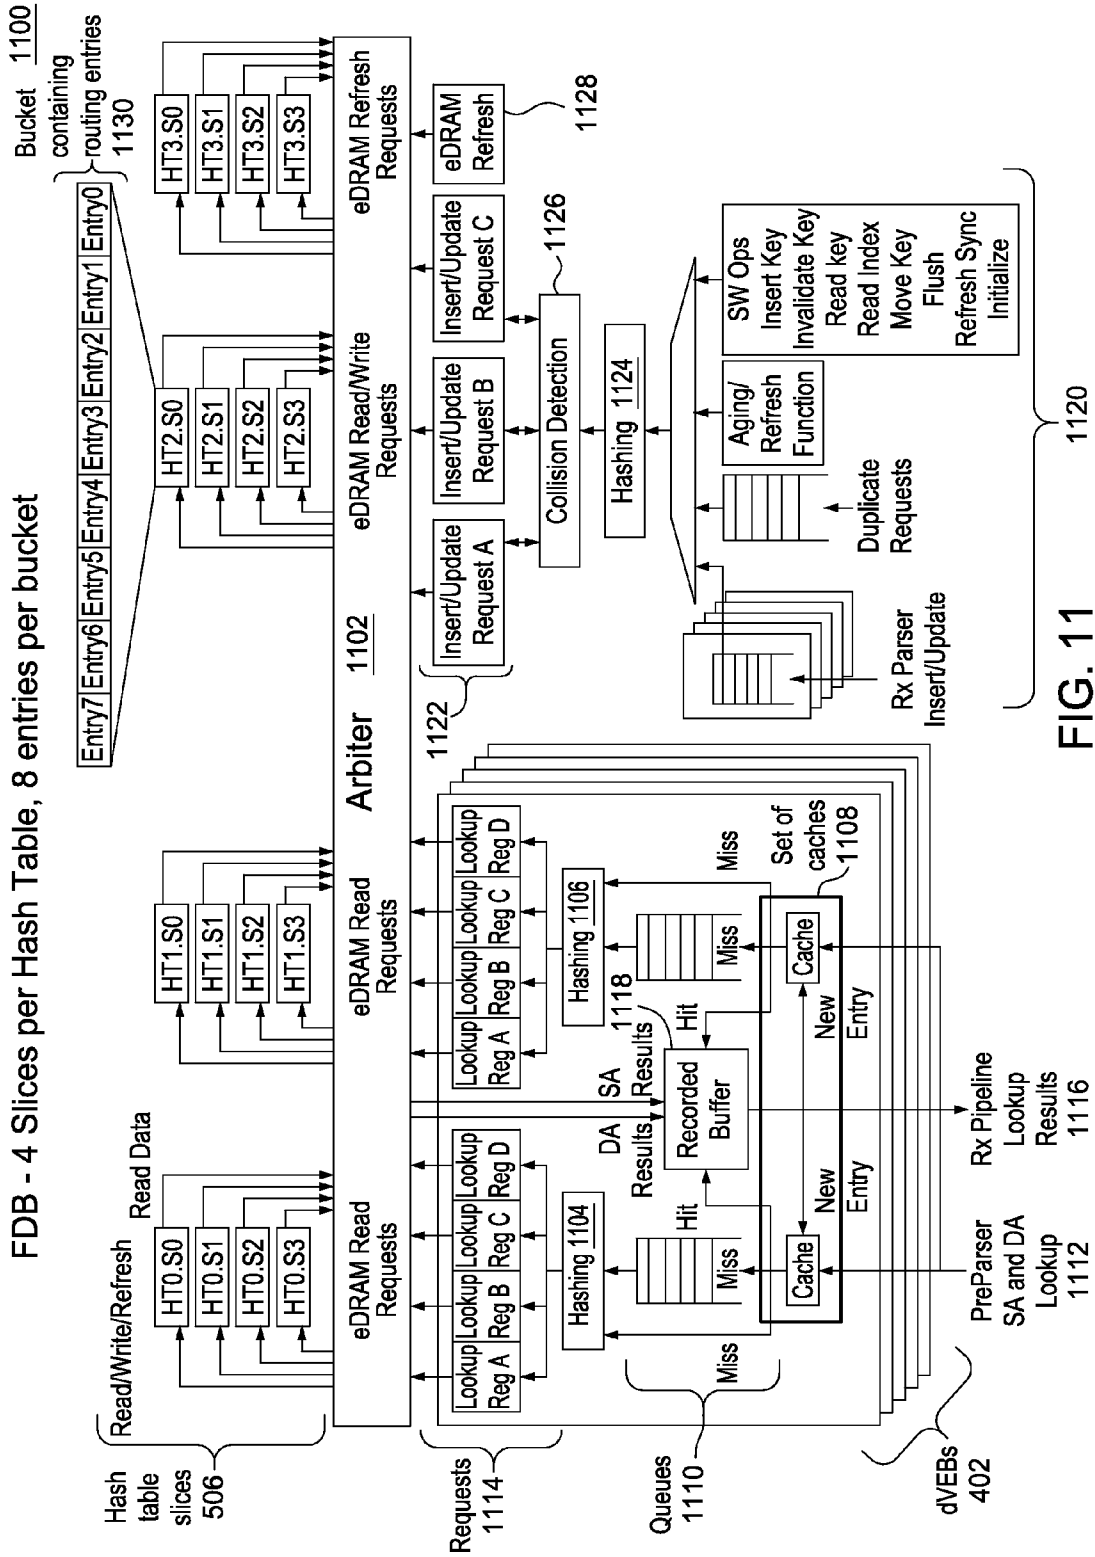 FDB - 4 Slices per Hash Table, 8 entries per bucket
1100
Bucket
containing
routing entries
1130
Entry7 Entry6 Entry5 Entry4 Entry3 Entry2 Entry1 Entry0
Hash
table
slices
506
Read/Write/Refresh
Read Data
HT0.S0
HT0.S1
HT0.S2
HT0.S3
HT1.S0
HT1.S1
HT1.S2
HT1.S3
HT2.S0
HT2.S1
HT2.S2
HT2.S3
HT3.S0
HT3.S1
HT3.S2
HT3.S3
eDRAM Read
Requests
eDRAM Read
Requests
Arbiter 1102
eDRAM Read/Write
Requests
eDRAM Refresh
Requests
Requests
1114
Lookup
Reg A
Lookup
Reg B
Lookup
Reg C
Lookup
Reg D
DA
Results
SA
Results
Lookup
Reg A
Lookup
Reg B
Lookup
Reg C
Lookup
Reg D
Hashing 1104
Hashing 1106
1118
Recorded
Buffer
Queues
1110
Miss
Miss
Hit
Hit
Miss
Miss
Set of
caches
1108
Cache
New
Entry
New
Entry
Cache
dVEBs
402
PreParser
SA and DA
Lookup
1112
Rx Pipeline
Lookup
Results
1116
1122
Insert/Update
Request A
Insert/Update
Request B
Insert/Update
Request C
eDRAM
Refresh
1128
Collision Detection
1126
Hashing 1124
Rx Parser
Insert/Update
Duplicate
Requests
Aging/
Refresh
Function
SW Ops
Insert Key
Invalidate Key
Read key
Read Index
Move Key
Flush
Refresh Sync
Initialize
1120
FIG. 11